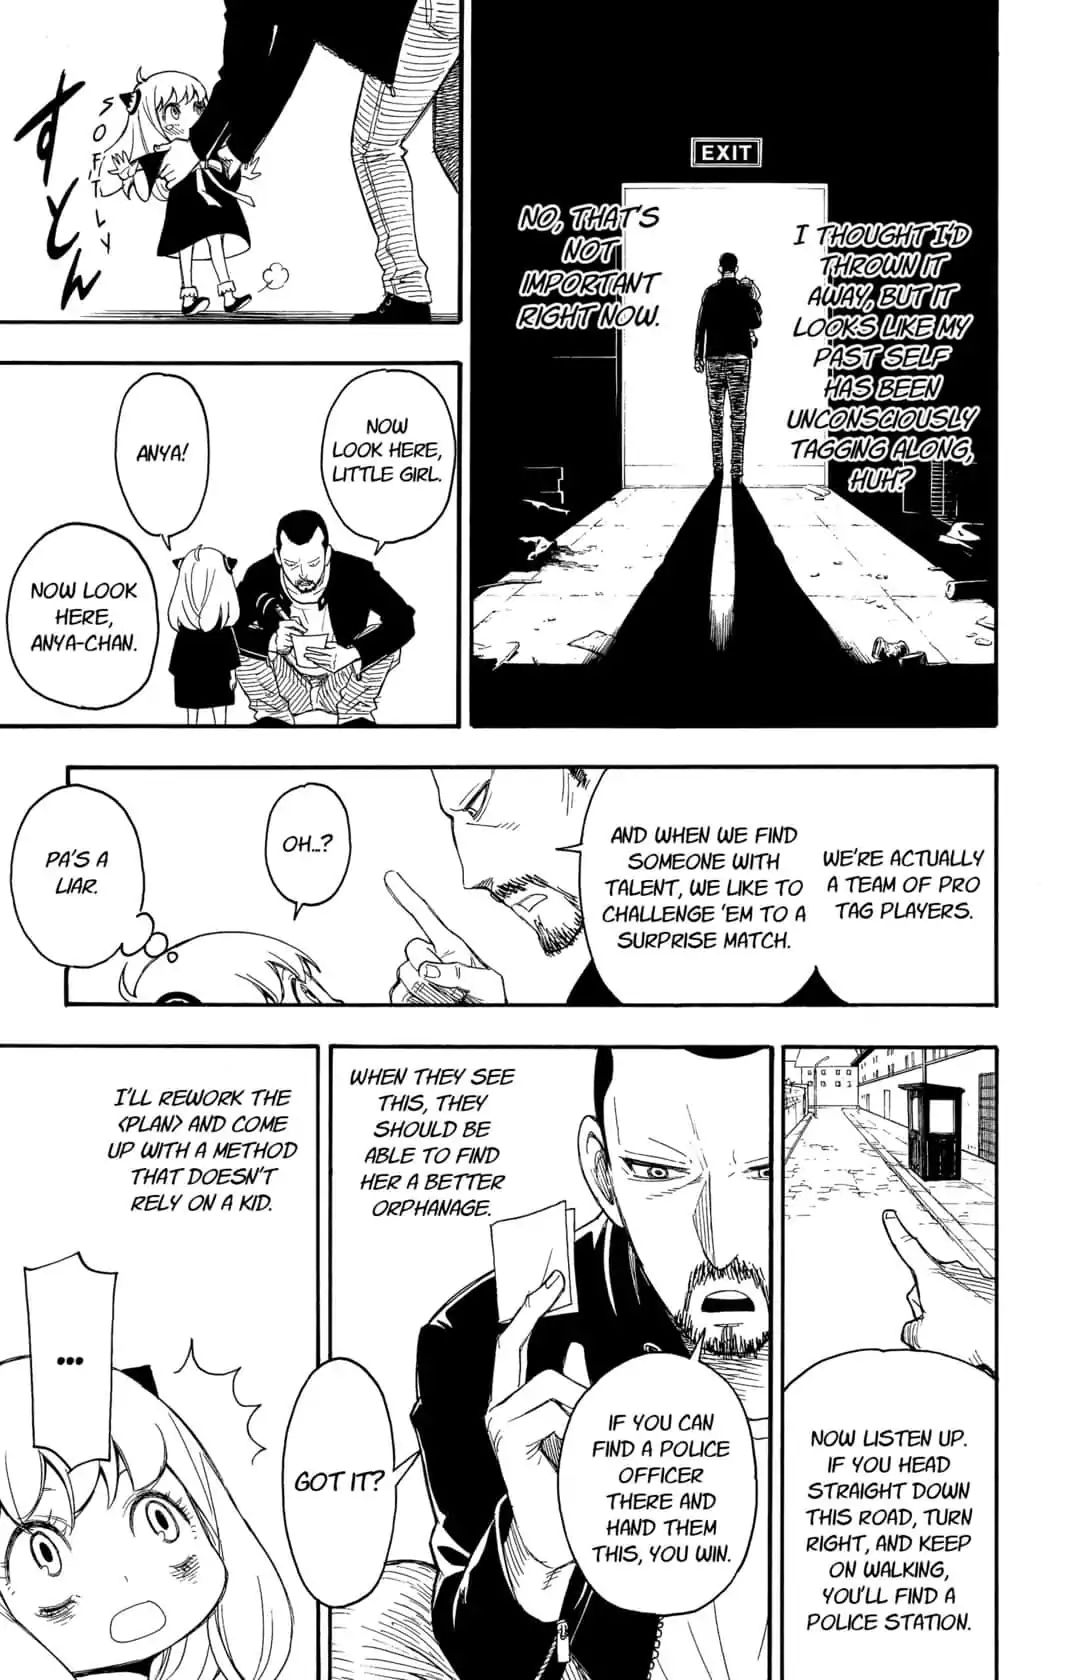 EXIT
I THOUGHT I'D
THROWN IT
AWAY, BUT IT
LOOKS LIKE MY
PAST SELF
HAS BEEN
UNCONSCIOUSLY
TAGGING ALONG,
HUH?
NO, THAT'S
NOT
IMPORTANT
RIGHT NOW.
SOFTLY
すとん
NOW
LOOK HERE,
LITTLE GIRL.
ANYA!
NOW LOOK
HERE,
ANYA-CHAN.
WE'RE ACTUALLY
A TEAM OF PRO
TAG PLAYERS.
AND WHEN WE FIND
SOMEONE WITH
TALENT, WE LIKE TO
CHALLENGE 'EM TO A
SURPRISE MATCH.
OH...?
PA'S A
LIAR.
NOW LISTEN UP.
IF YOU HEAD
STRAIGHT DOWN
THIS ROAD, TURN
RIGHT, AND KEEP
ON WALKING,
YOU'LL FIND A
POLICE STATION.
IF YOU CAN
FIND A POLICE
OFFICER
THERE AND
HAND THEM
THIS, YOU WIN.
WHEN THEY SEE
THIS, THEY
SHOULD BE
ABLE TO FIND
HER A BETTER
ORPHANAGE.
GOT IT?
I'LL REWORK THE
<PLAN> AND COME
UP WITH A METHOD
THAT DOESN'T
RELY ON A KID.
...